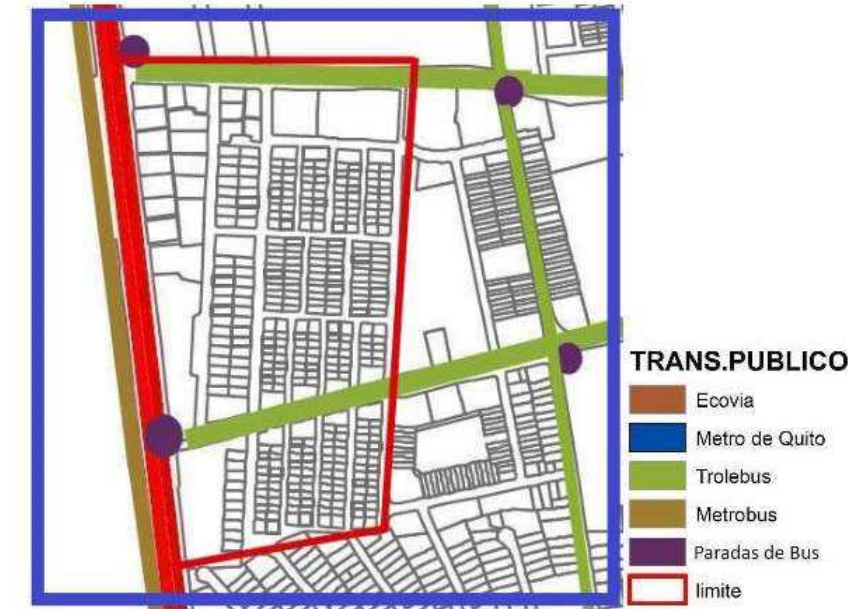 TRANS.PUBLICO
Ecovia
Metro de Quito
Trolebus
Metrobus
Paradas de Bus
limite